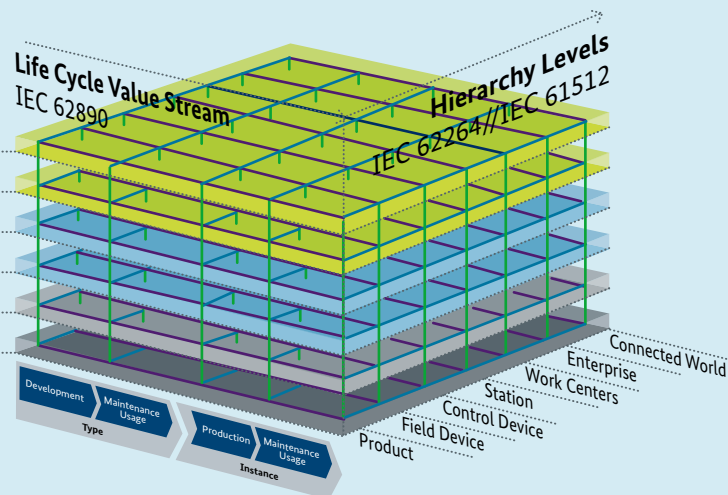 Life Cycle Value Stream
IEC 62890
Hierarchy Levels
IEC 62264//IEC 61512
Connected World
Enterprise
Work Centers
Station
Control Device
Field Device
Product
Development
Maintenance
Usage
Type
Production
Maintenance
Usage
Instance